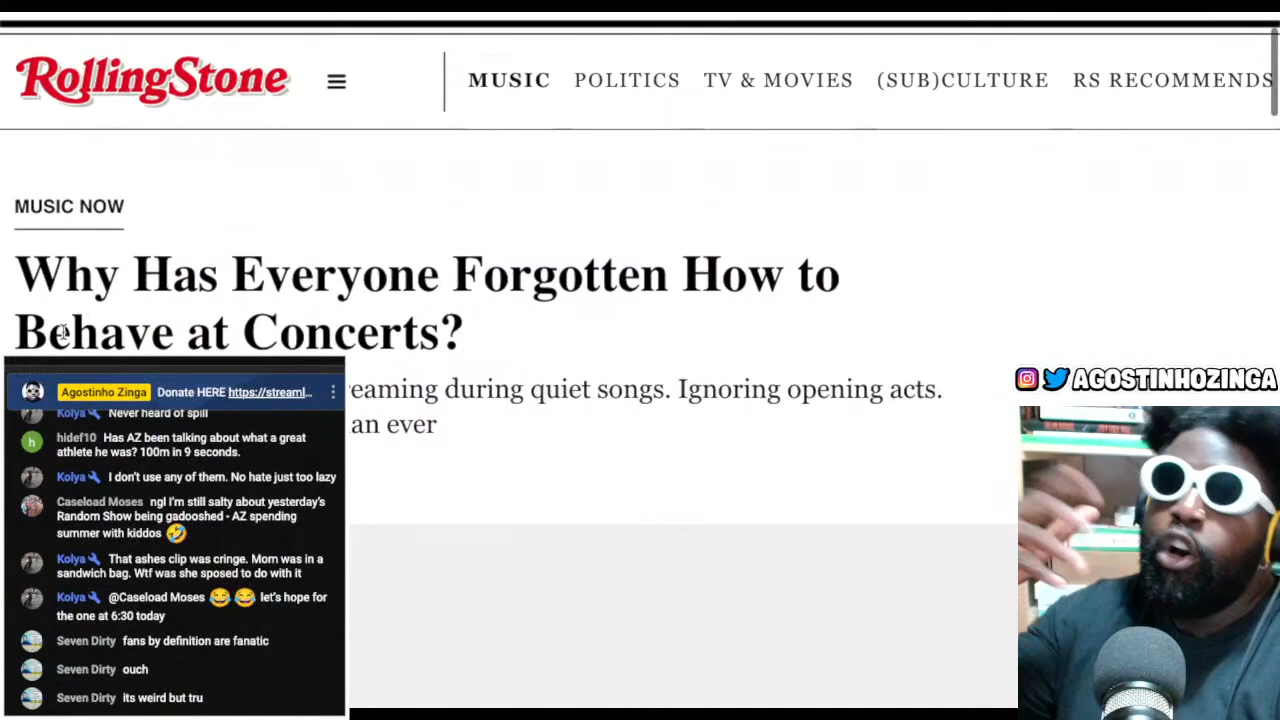 RollingStone
MUSIC POLITICS TV & MOVIES (SUB)CULTURE RS RECOMMENDS
MUSIC NOW
Why Has Everyone Forgotten How to
Behave at Concerts?
reaming during quiet songs. Ignoring opening acts.
an ever
Agostinho Zinga Donate HERE https://streaml...
Kolya Never heard of spill
hidef10 Has AZ been talking about what a great
athlete he was? 100m in 9 seconds.
Kolya I don't use any of them. No hate just too lazy
Caseload Moses ngl I'm still salty about yesterday's
Random Show being gadooshed - AZ spending
summer with kiddos 🤣
Kolya That ashes clip was cringe. Mom was in a
sandwich bag. Wtf was she sposed to do with it
Kolya @Caseload Moses 😂 😂 let's hope for
the one at 6:30 today
Seven Dirty fans by definition are fanatic
Seven Dirty ouch
Seven Dirty its weird but tru
AGOSTINHOZINGA